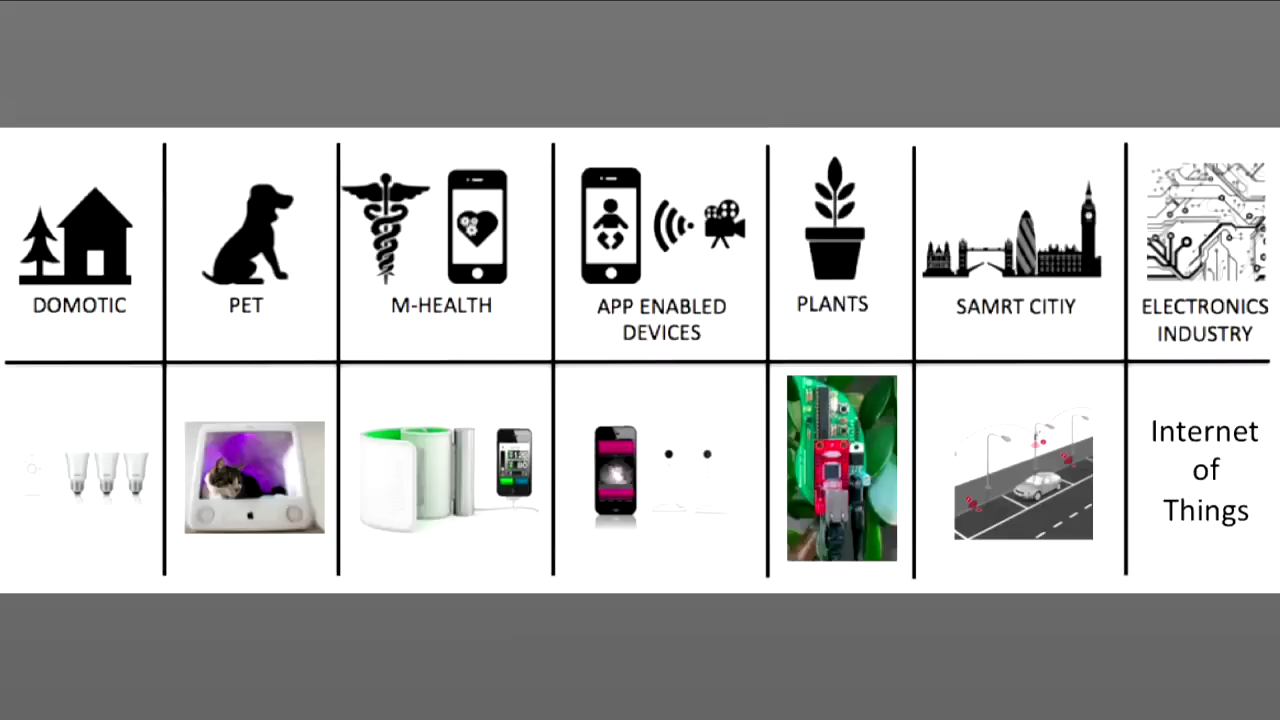 DOMOTIC
PET
M-HEALTH
APP ENABLED
DEVICES
PLANTS
SAMRT CITIY
ELECTRONICS
INDUSTRY
Internet
of
Things